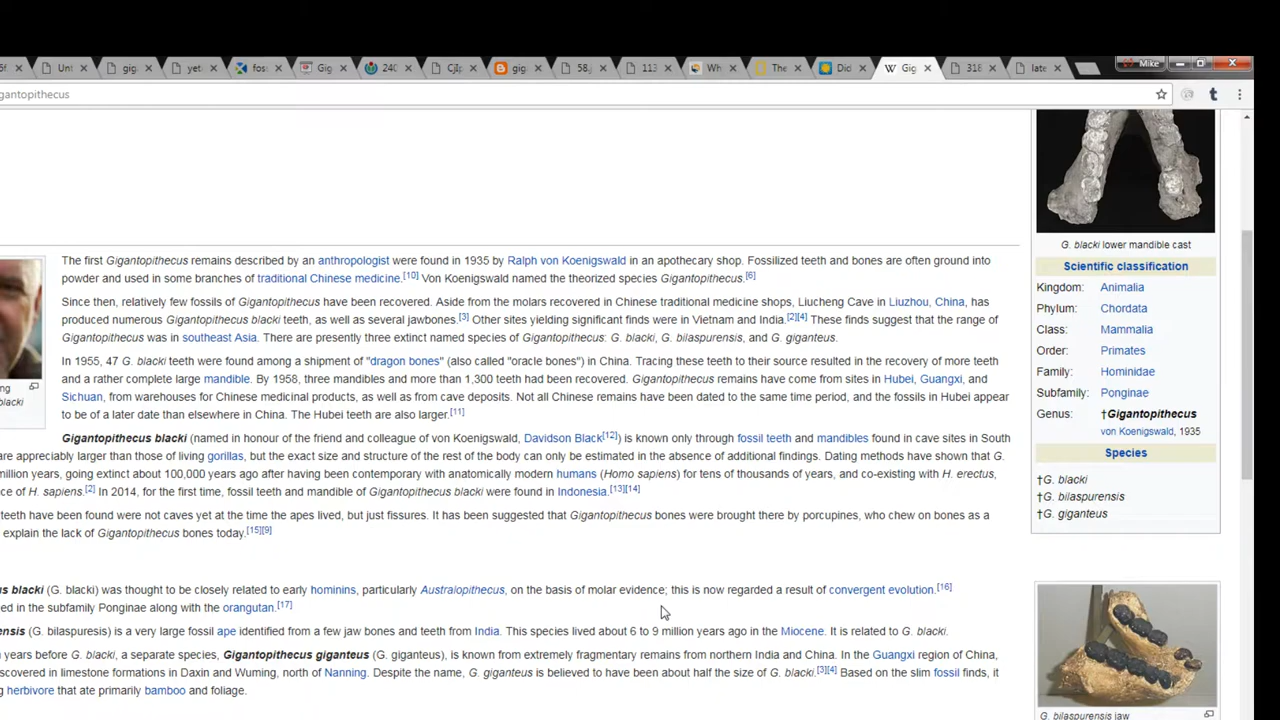 5f Unt gig yet fos Gig 240 Cjlp gig 58, 113 Wh The Did Gig 318 late Mike
gantopithecus
The first Gigantopithecus remains described by an anthropologist were found in 1935 by Ralph von Koenigswald in an apothecary shop. Fossilized teeth and bones are often ground into
powder and used in some branches of traditional Chinese medicine.[10] Von Koenigswald named the theorized species Gigantopithecus.[6]
Since then, relatively few fossils of Gigantopithecus have been recovered. Aside from the molars recovered in Chinese traditional medicine shops, Liucheng Cave in Liuzhou, China, has
produced numerous Gigantopithecus blacki teeth, as well as several jawbones.[3] Other sites yielding significant finds were in Vietnam and India.[2][4] These finds suggest that the range of
Gigantopithecus was in southeast Asia. There are presently three extinct named species of Gigantopithecus: G. blacki, G. bilaspurensis, and G. giganteus.
In 1955, 47 G. blacki teeth were found among a shipment of "dragon bones" (also called "oracle bones") in China. Tracing these teeth to their source resulted in the recovery of more teeth
and a rather complete large mandible. By 1958, three mandibles and more than 1,300 teeth had been recovered. Gigantopithecus remains have come from sites in Hubei, Guangxi, and
Sichuan, from warehouses for Chinese medicinal products, as well as from cave deposits. Not all Chinese remains have been dated to the same time period, and the fossils in Hubei appear
to be of a later date than elsewhere in China. The Hubei teeth are also larger.[11]
ng
blacki
Gigantopithecus blacki (named in honour of the friend and colleague of von Koenigswald, Davidson Black[12]) is known only through fossil teeth and mandibles found in cave sites in South
are appreciably larger than those of living gorillas, but the exact size and structure of the rest of the body can only be estimated in the absence of additional findings. Dating methods have shown that G.
million years, going extinct about 100,000 years ago after having been contemporary with anatomically modern humans (Homo sapiens) for tens of thousands of years, and co-existing with H. erectus,
ce of H. sapiens.[2] In 2014, for the first time, fossil teeth and mandible of Gigantopithecus blacki were found in Indonesia.[13][14]
teeth have been found were not caves yet at the time the apes lived, but just fissures. It has been suggested that Gigantopithecus bones were brought there by porcupines, who chew on bones as a
explain the lack of Gigantopithecus bones today.[15][9]
us blacki (G. blacki) was thought to be closely related to early hominins, particularly Australopithecus, on the basis of molar evidence; this is now regarded a result of convergent evolution.[16]
ed in the subfamily Ponginae along with the orangutan.[17]
ensis (G. bilaspuresis) is a very large fossil ape identified from a few jaw bones and teeth from India. This species lived about 6 to 9 million years ago in the Miocene. It is related to G. blacki.
years before G. blacki, a separate species, Gigantopithecus giganteus (G. giganteus), is known from extremely fragmentary remains from northern India and China. In the Guangxi region of China,
iscovered in limestone formations in Daxin and Wuming, north of Nanning. Despite the name, G. giganteus is believed to have been about half the size of G. blacki.[3][4] Based on the slim fossil finds, it
g herbivore that ate primarily bamboo and foliage.
G. blacki lower mandible cast
Scientific classification
Kingdom: Animalia
Phylum: Chordata
Class: Mammalia
Order: Primates
Family: Hominidae
Subfamily: Ponginae
Genus: †Gigantopithecus
von Koenigswald, 1935
Species
†G. blacki
†G. bilaspurensis
†G. giganteus
G. bilaspurensis jaw